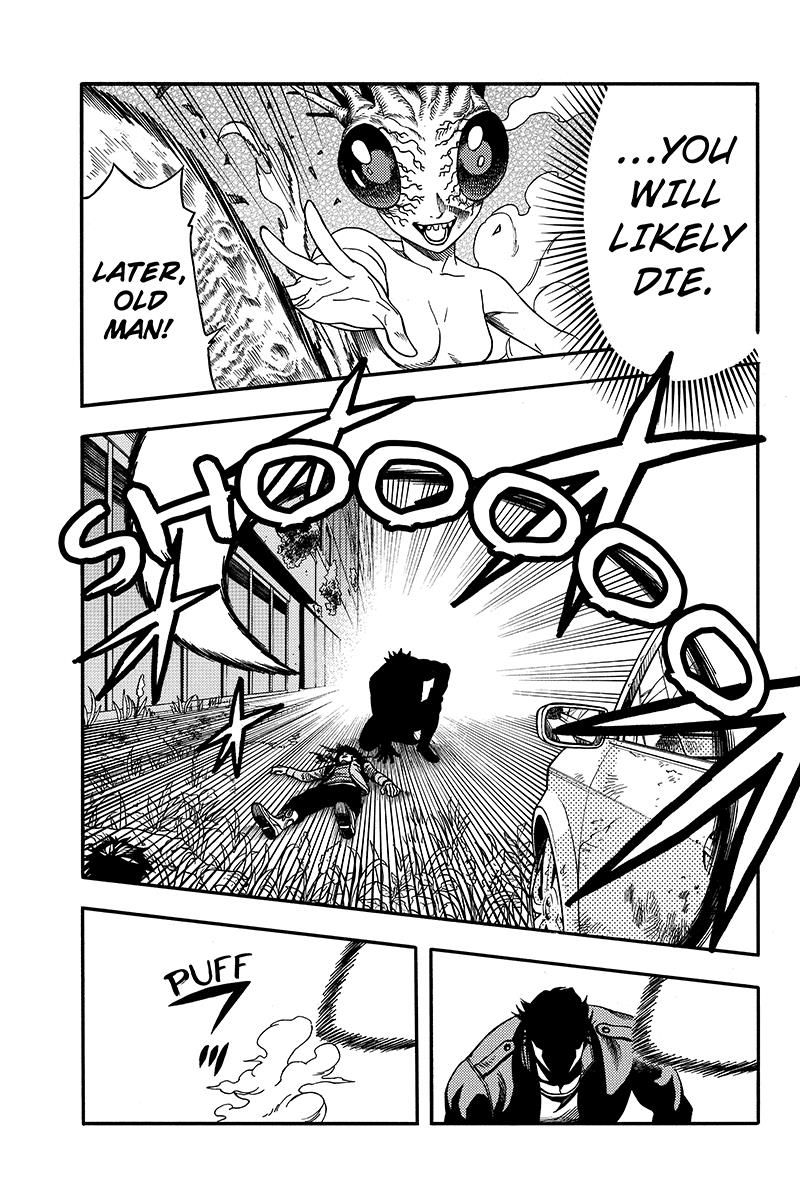 ...YOU
WILL
LIKELY
DIE.
LATER,
OLD
MAN!
SHOOOOOO
PUFF